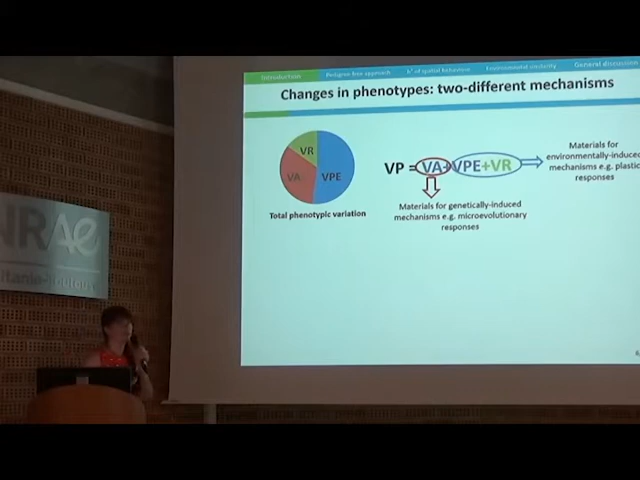 Introduction
Pedigree-free approach
h² of spatial behaviour
Environmental similarity
General discussion
Changes in phenotypes: two-different mechanisms
VR
VA
VPE
Total phenotypic variation
VP = VA+VPE+VR
Materials for
environmentally-induced
mechanisms e.g. plastic
responses
Materials for genetically-induced
mechanisms e.g. microevolutionary
responses
NRAe